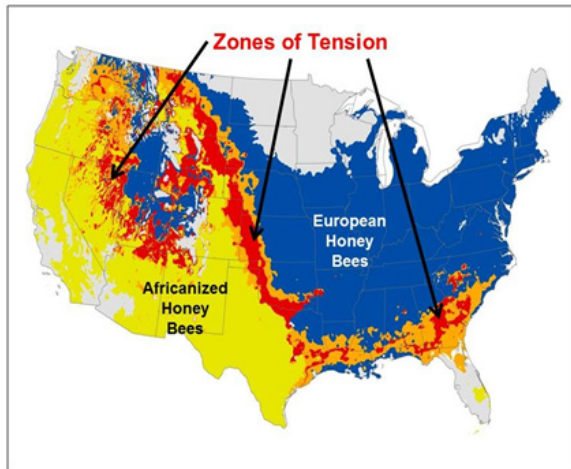 Zones of Tension
European
Honey
Bees
Africanized
Honey
Bees